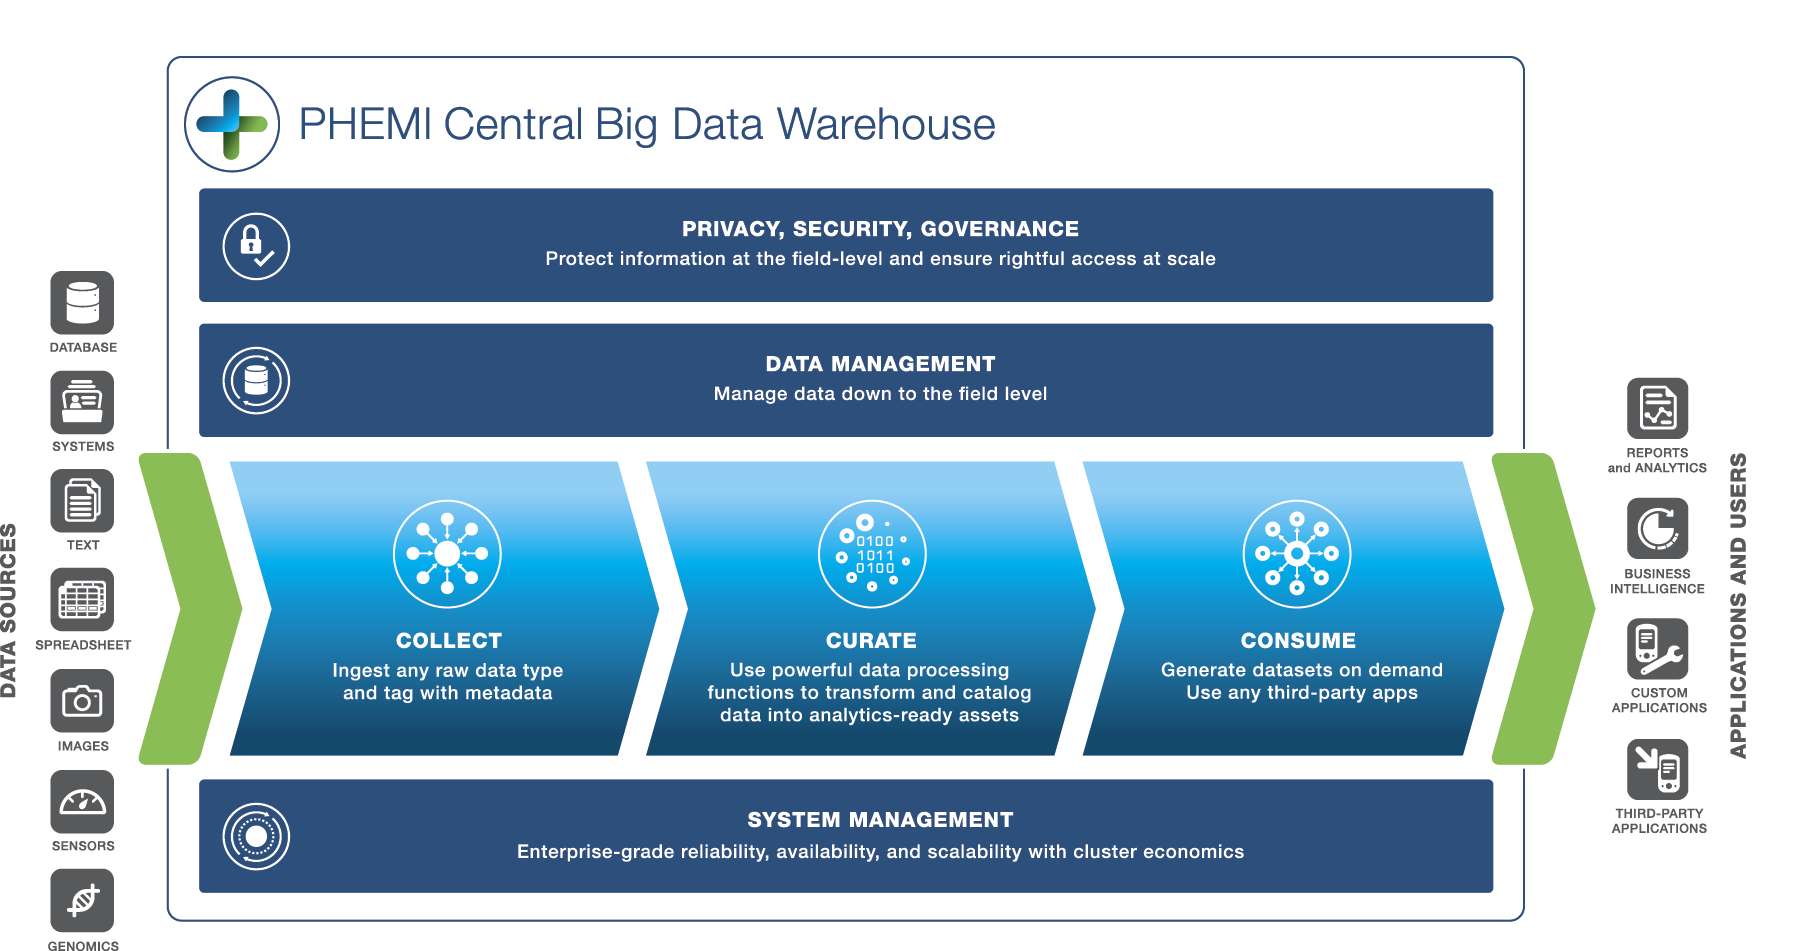 PHEMI Central Big Data Warehouse
PRIVACY, SECURITY, GOVERNANCE
Protect information at the field-level and ensure rightful access at scale
DATA MANAGEMENT
Manage data down to the field level
DATA SOURCES
DATABASE
SYSTEMS
TEXT
SPREADSHEET
IMAGES
SENSORS
GENOMICS
COLLECT
Ingest any raw data type
and tag with metadata
0100
1011
0100
CURATE
Use powerful data processing
functions to transform and catalog
data into analytics-ready assets
CONSUME
Generate datasets on demand
Use any third-party apps
SYSTEM MANAGEMENT
Enterprise-grade reliability, availability, and scalability with cluster economics
REPORTS
and ANALYTICS
BUSINESS
INTELLIGENCE
CUSTOM
APPLICATIONS
THIRD-PARTY
APPLICATIONS
APPLICATIONS AND USERS